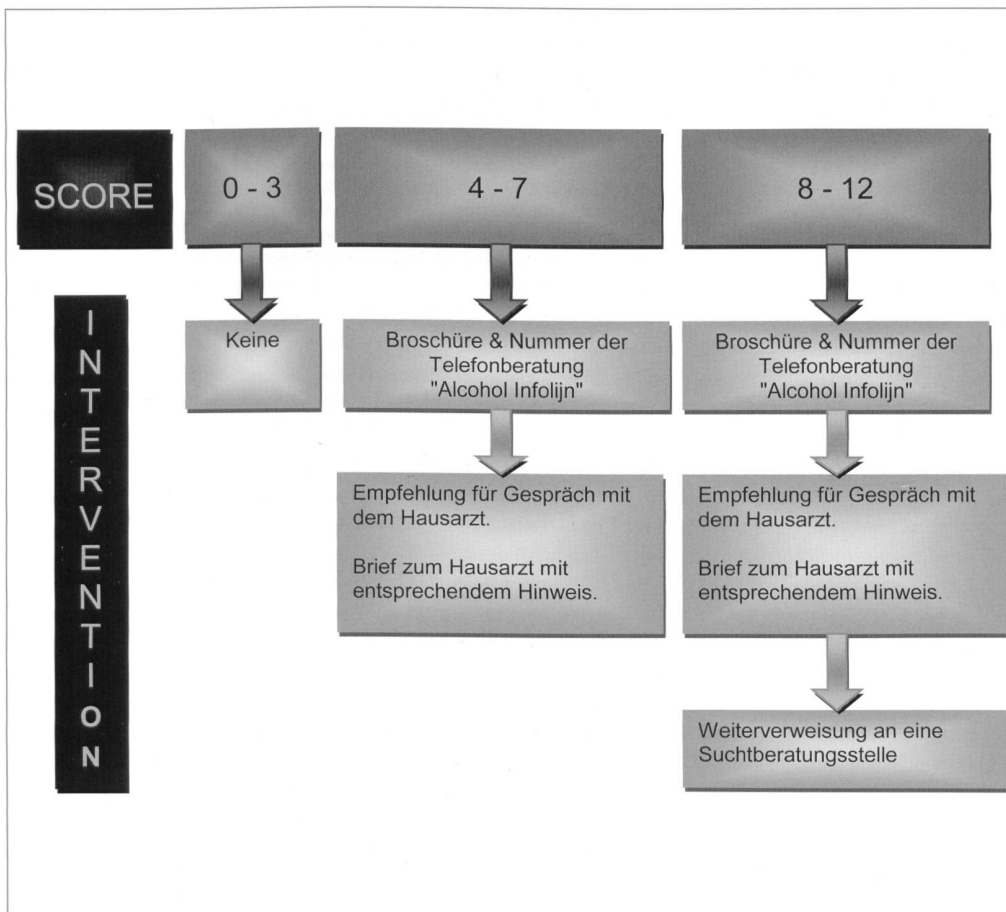 SCORE
0 - 3
4 - 7
8 - 12
INTERVENTION
Keine
Broschüre & Nummer der
Telefonberatung
"Alcohol Infolijn"
Empfehlung für Gespräch mit
dem Hausarzt.
Brief zum Hausarzt mit
entsprechendem Hinweis.
Broschüre & Nummer der
Telefonberatung
"Alcohol Infolijn"
Empfehlung für Gespräch mit
dem Hausarzt.
Brief zum Hausarzt mit
entsprechendem Hinweis.
Weiterverweisung an eine
Suchtberatungsstelle